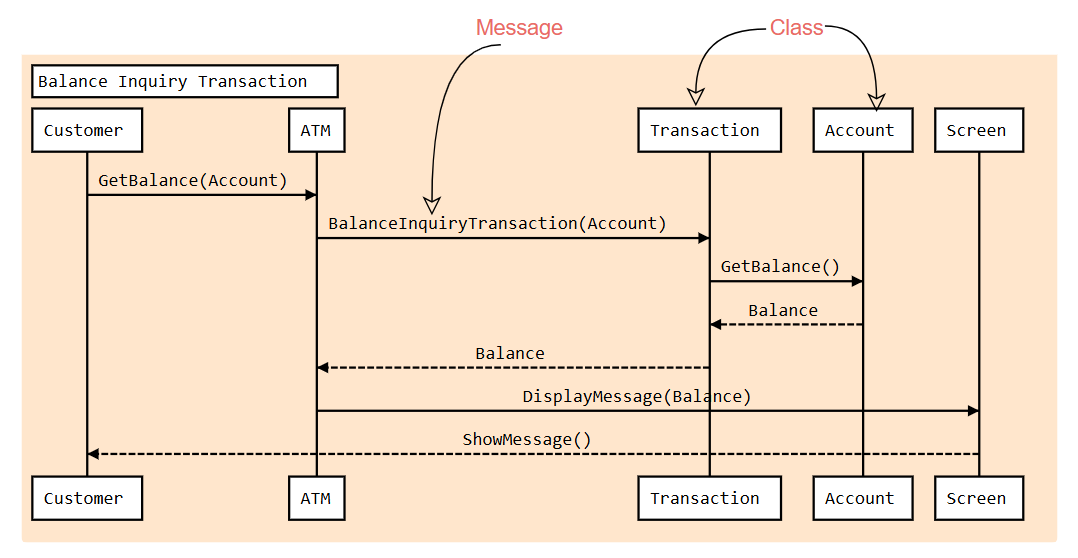 Message
Class
Balance Inquiry Transaction
Customer
ATM
Transaction
Account
Screen
GetBalance(Account)
BalanceInquiryTransaction(Account)
GetBalance()
Balance
Balance
DisplayMessage(Balance)
ShowMessage()
Customer
ATM
Transaction
Account
Screen